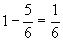 1 − 5/6 = 1/6